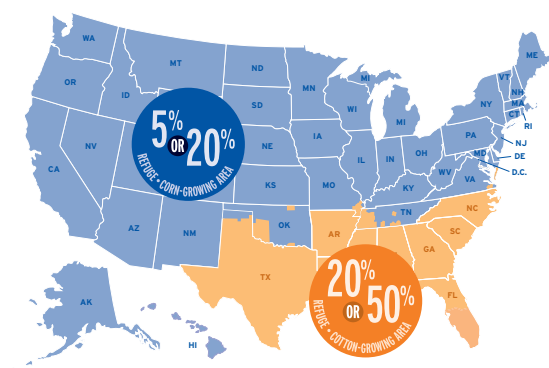 WA
OR
ID
MT
ND
SD
MN
WI
MI
MI
ME
VT
NH
NY
MA
CT
RI
PA
NJ
MD
DE
D.C.
NV
CA
NE
IA
IL
IN
OH
WV
VA
KS
MO
KY
AZ
NM
OK
TN
NC
AR
SC
GA
TX
FL
AK
HI
5% OR 20%
REFUGE • CORN-GROWING AREA
20% OR 50%
REFUGE • COTTON-GROWING AREA